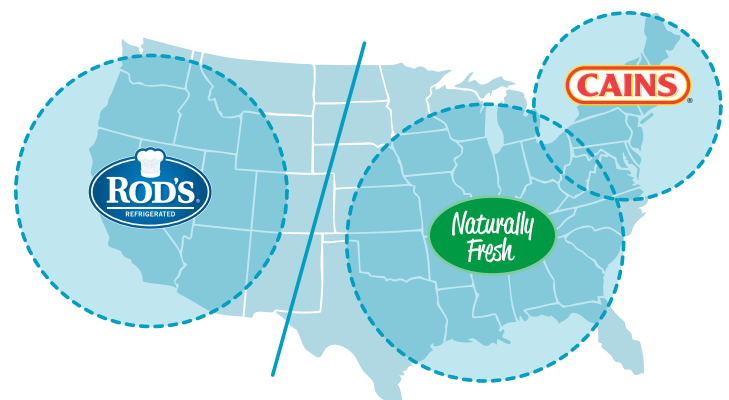 CAINS
®
ROD'S®
REFRIGERATED
Naturally
Fresh